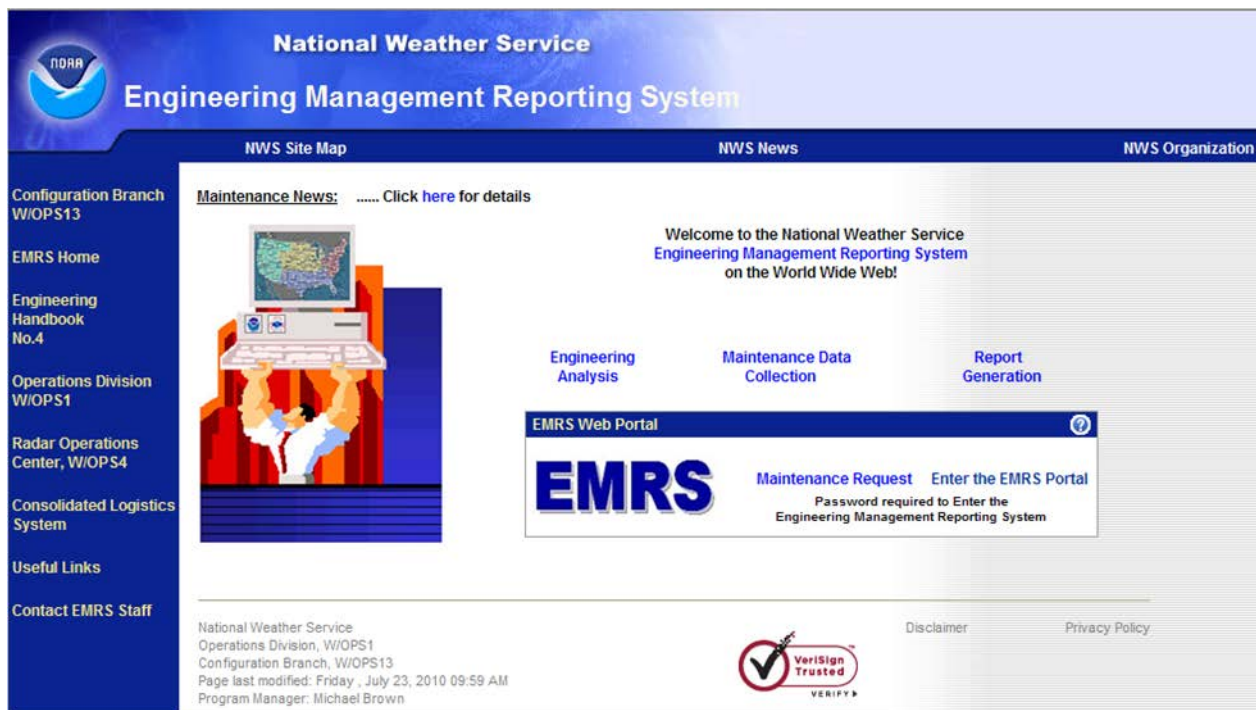 NOAA
National Weather Service
Engineering Management Reporting System
NWS Site Map
NWS News
NWS Organization
Configuration Branch
W/OPS13
EMRS Home
Engineering
Handbook
No.4
Operations Division
W/OPS1
Radar Operations
Center, W/OPS4
Consolidated Logistics
System
Useful Links
Contact EMRS Staff
Maintenance News: ...... Click here for details
Welcome to the National Weather Service
Engineering Management Reporting System
on the World Wide Web!
Engineering
Analysis
Maintenance Data
Collection
Report
Generation
EMRS Web Portal
?
EMRS
Maintenance Request
Enter the EMRS Portal
Password required to Enter the
Engineering Management Reporting System
National Weather Service
Operations Division, W/OPS1
Configuration Branch, W/OPS13
Page last modified: Friday , July 23, 2010 09:59 AM
Program Manager: Michael Brown
VeriSign
Trusted
VERIFY
Disclaimer
Privacy Policy